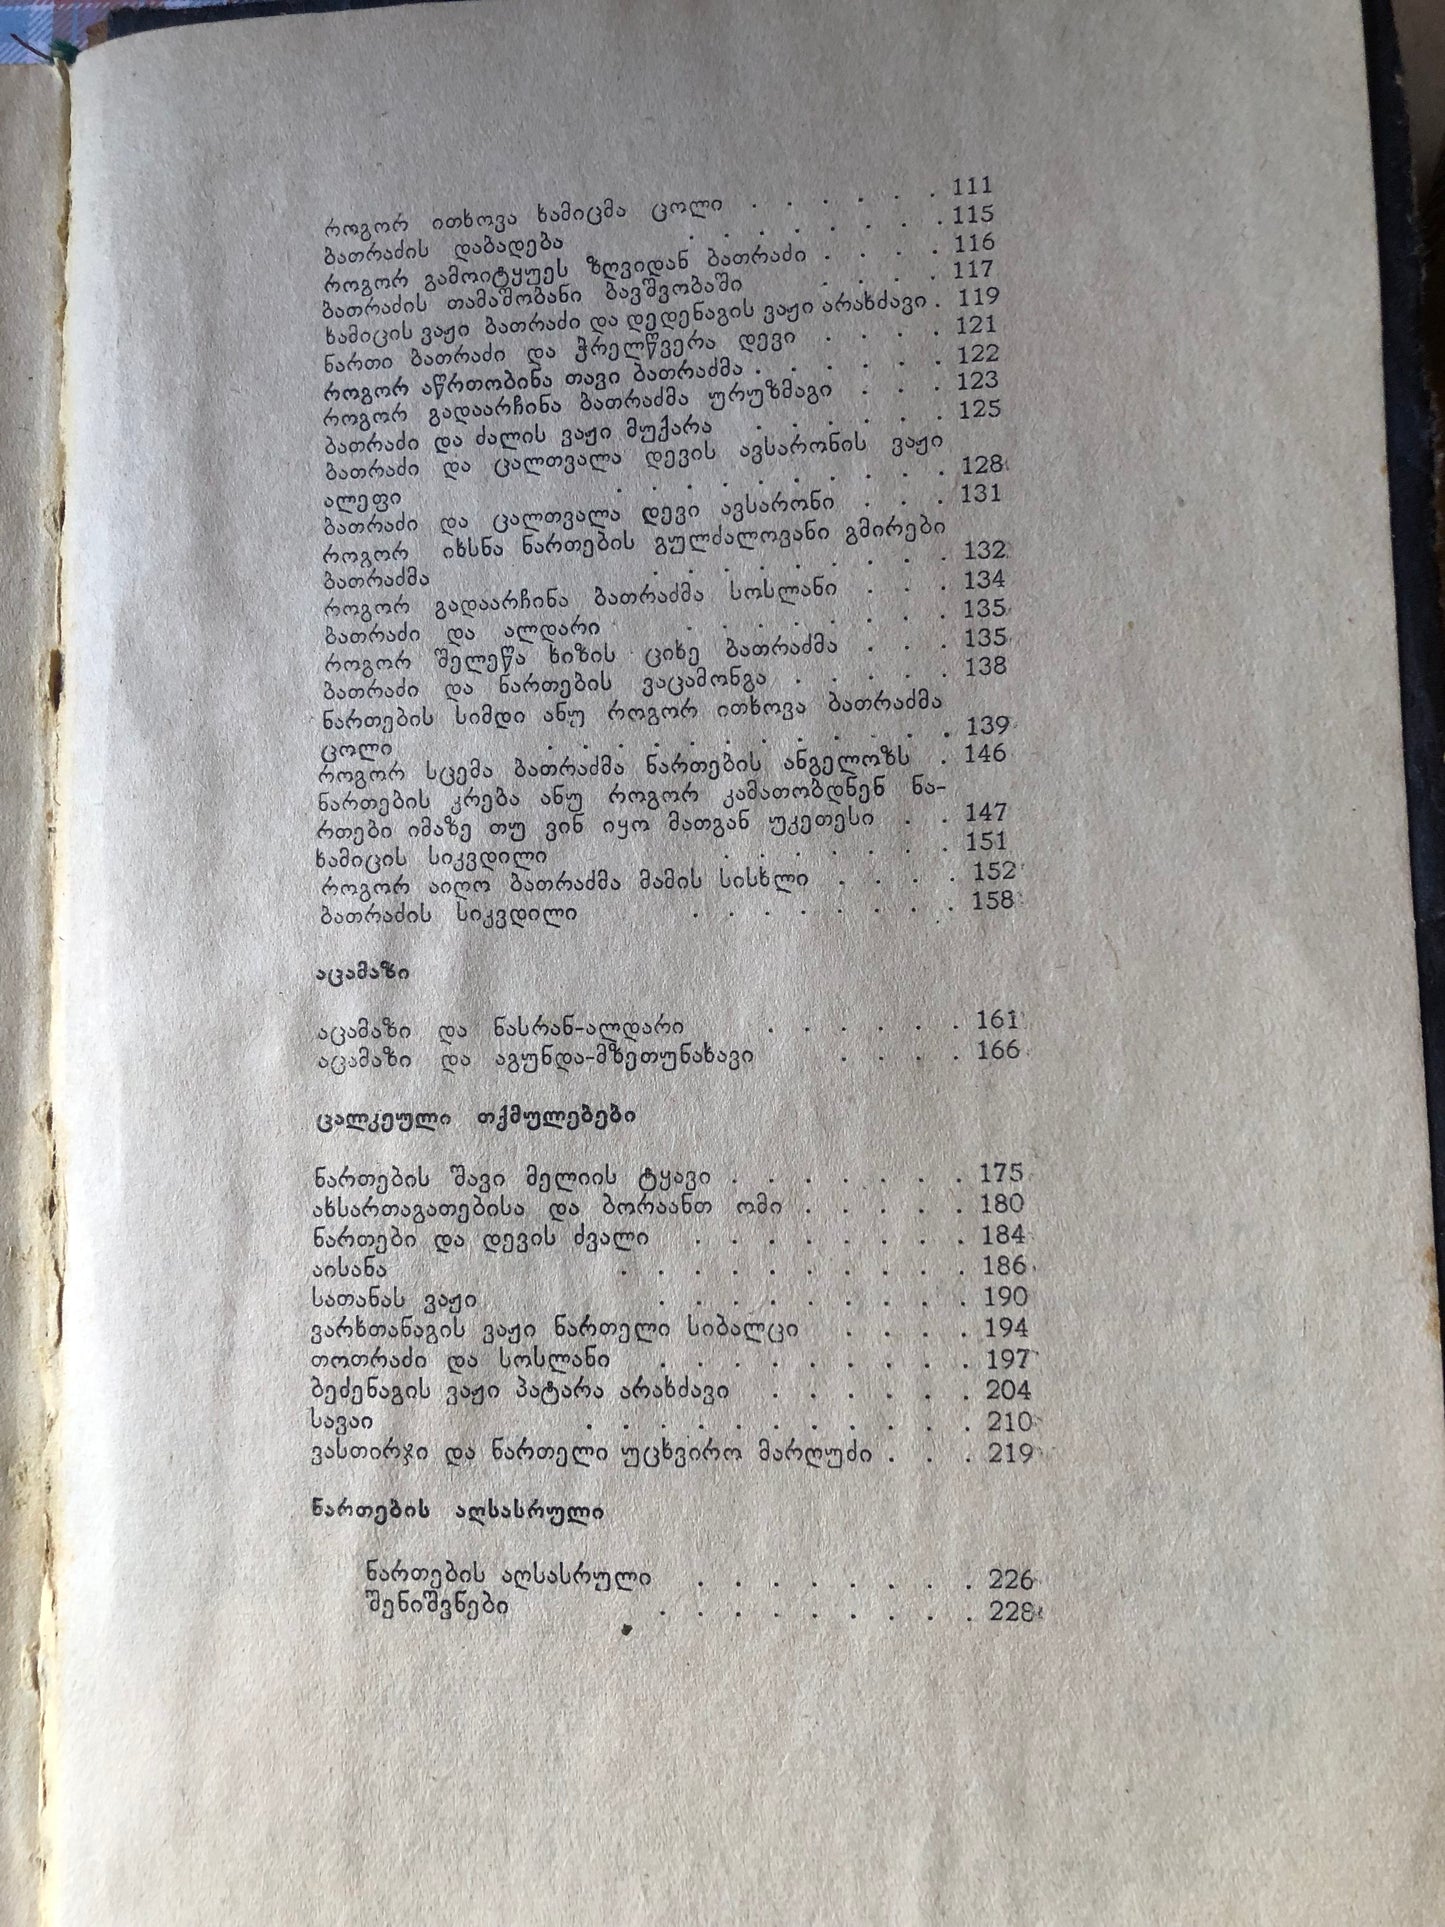 როგორ ითხოვა ხამიცმა ცოლი . . . . . . 111
ბათრაძის დაბადება . . . . . . . 115
როგორ გამოიტყუეს ზღვიდან ბათრაძი . . . . 116
ბათრაძის თამაშობანი ბავშვობაში . . . . 117
ხამიცის ვაჟი ბათრაძი და დედენაგის ვაჟი არახძავი . 119
ნართი ბათრაძი და ჭრელწვერა დევი . . . . 121
როგორ აწრთობინა თავი ბათრაძმა . . . . . . 122
როგორ გადაარჩინა ბათრაძმა ურუზმაგი . . . 123
ბათრაძი და ძალის ვაჟი მუქარა . . . . . . 125
ბათრაძი და ცალთვალა დევის ავსარონის ვაჟი
ალეფი . . . . . . . . . . 128
ბათრაძი და ცალთვალა დევი ავსარონი . . . 131
როგორ იხსნა ნართების გულძალოვანი გმირები
ბათრაძმა . . . . . . . . . 132
როგორ გადაარჩინა ბათრაძმა სოსლანი . . . 134
ბათრაძი და ალდარი . . . . . . . . 135
როგორ შელეწა ხიზის ციხე ბათრაძმა . . . 135
ბათრაძი და ნართების ვაცამონგა . . . . . 138
ნართების სიმდი ანუ როგორ ითხოვა ბათრაძმა
ცოლი . . . . . . . . . . . . 139
როგორ სცემა ბათრაძმა ნართების ანგელოზს . 146
ნართების კრება ანუ როგორ კამათობდნენ ნა-
რთები იმაზე თუ ვინ იყო მათგან უკეთესი . . 147
ხამიცის სიკვდილი . . . . . . . 151
როგორ აიღო ბათრაძმა მამის სისხლი . . . . 152
ბათრაძის სიკვდილი . . . . . . . . 158
აცამაზი
აცამაზი და ნასრან-ალდარი . . . . . . 161
აცამაზი და აგუნდა-მზეთუნახავი . . . . 166
ცალკეული თქმულებები
ნართების შავი მელიის ტყავი . . . . . . . 175
ახსართაგათებისა და ბორაანთ ომი . . . . . 180
ნართები და დევის ძვალი . . . . . . . . 184
აისანა . . . . . . . . . . 186
სათანას ვაჟი . . . . . . . . . 190
ვარხთანაგის ვაჟი ნართელი სიბალცი . . . . 194
თოთრაძი და სოსლანი . . . . . . . . . 197
ბეძენაგის ვაჟი პატარა არახძავი . . . . . . 204
სავაი . . . . . . . . . . . 210
ვასთირჯი და ნართელი უცხვირო მარღუძი . . . 219
ნართების აღსასრული
ნართების აღსასრული . . . . . . . . 226
შენიშვნები . . . . . . . . . 228